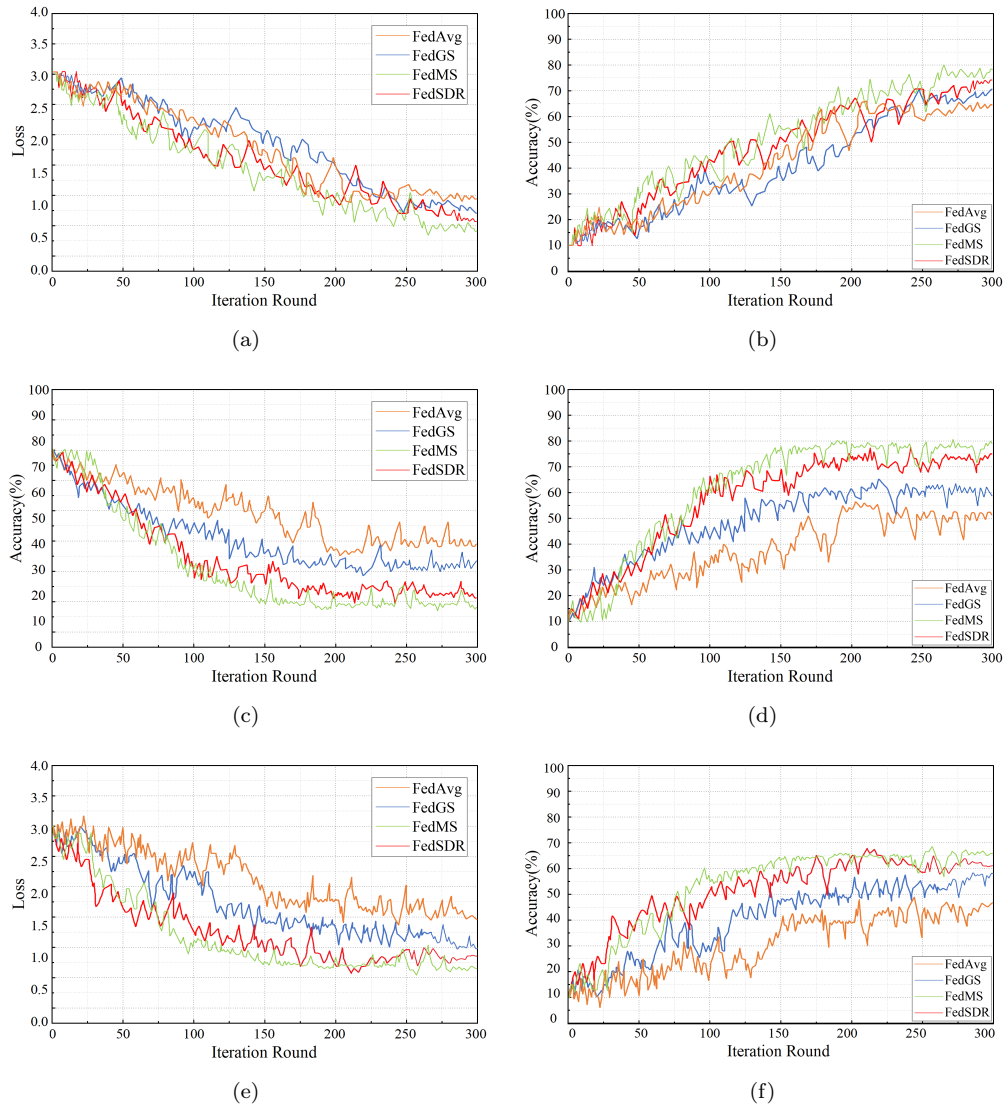 4.0
3.5
3.0
2.5
2.0
1.5
1.0
0.5
0.0
Loss
0 50 100 150 200 250 300
Iteration Round
FedAvg
FedGS
FedMS
FedSDR
(a)
100
90
80
70
60
50
40
30
20
10
0
Accuracy(%)
0 50 100 150 200 250 300
Iteration Round
FedAvg
FedGS
FedMS
FedSDR
(b)
100
90
80
70
60
50
40
30
20
10
0
Accuracy(%)
0 50 100 150 200 250 300
Iteration Round
FedAvg
FedGS
FedMS
FedSDR
(c)
100
90
80
70
60
50
40
30
20
10
0
Accuracy(%)
0 50 100 150 200 250 300
Iteration Round
FedAvg
FedGS
FedMS
FedSDR
(d)
4.0
3.5
3.0
2.5
2.0
1.5
1.0
0.5
0.0
Loss
0 50 100 150 200 250 300
Iteration Round
FedAvg
FedGS
FedMS
FedSDR
(e)
100
90
80
70
60
50
40
30
20
10
0
Accuracy(%)
0 50 100 150 200 250 300
Iteration Round
FedAvg
FedGS
FedMS
FedSDR
(f)